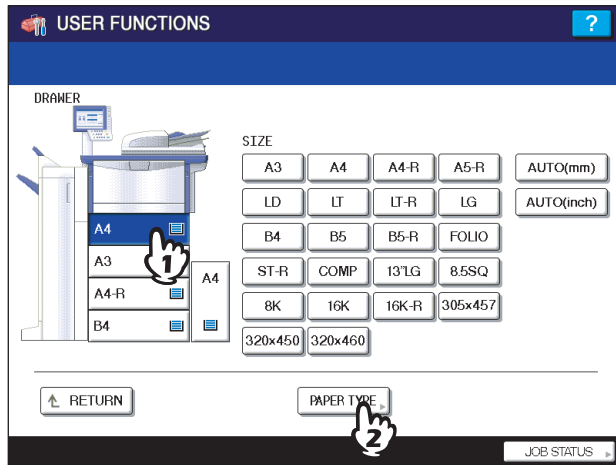 USER FUNCTIONS
?
DRAWER
SIZE
A3 A4 A4-R A5-R AUTO(mm)
LD LT LT-R LG AUTO(inch)
B4 B5 B5-R FOLIO
ST-R COMP 13"LG 8.5SQ
8K 16K 16K-R 305x457
320x450 320x460
A4
1
A3
A4
A4-R
B4
RETURN
PAPER TYPE
2
JOB STATUS